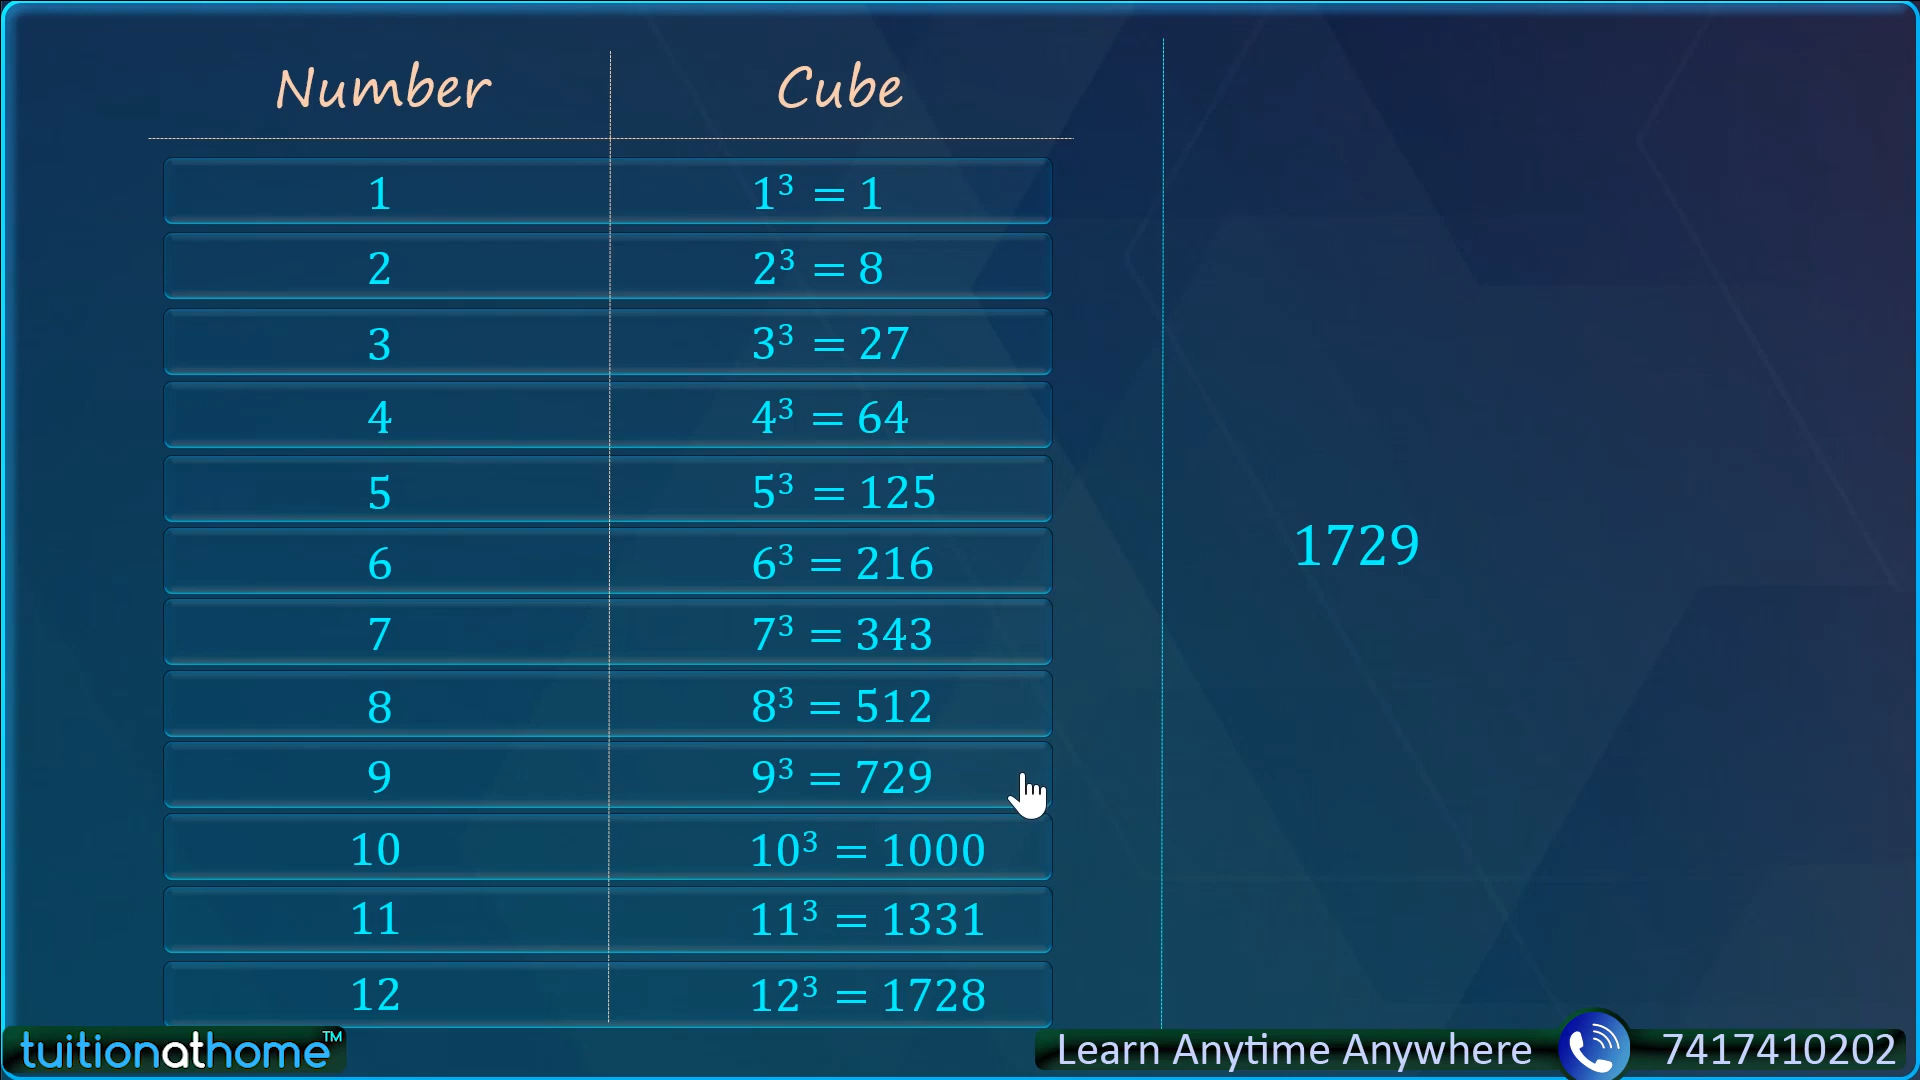 Number Cube
1 1³ = 1
2 2³ = 8
3 3³ = 27
4 4³ = 64
5 5³ = 125
6 6³ = 216
7 7³ = 343
8 8³ = 512
9 9³ = 729
10 10³ = 1000
11 11³ = 1331
12 12³ = 1728
1729
tuitionathome™
Learn Anytime Anywhere 7417410202